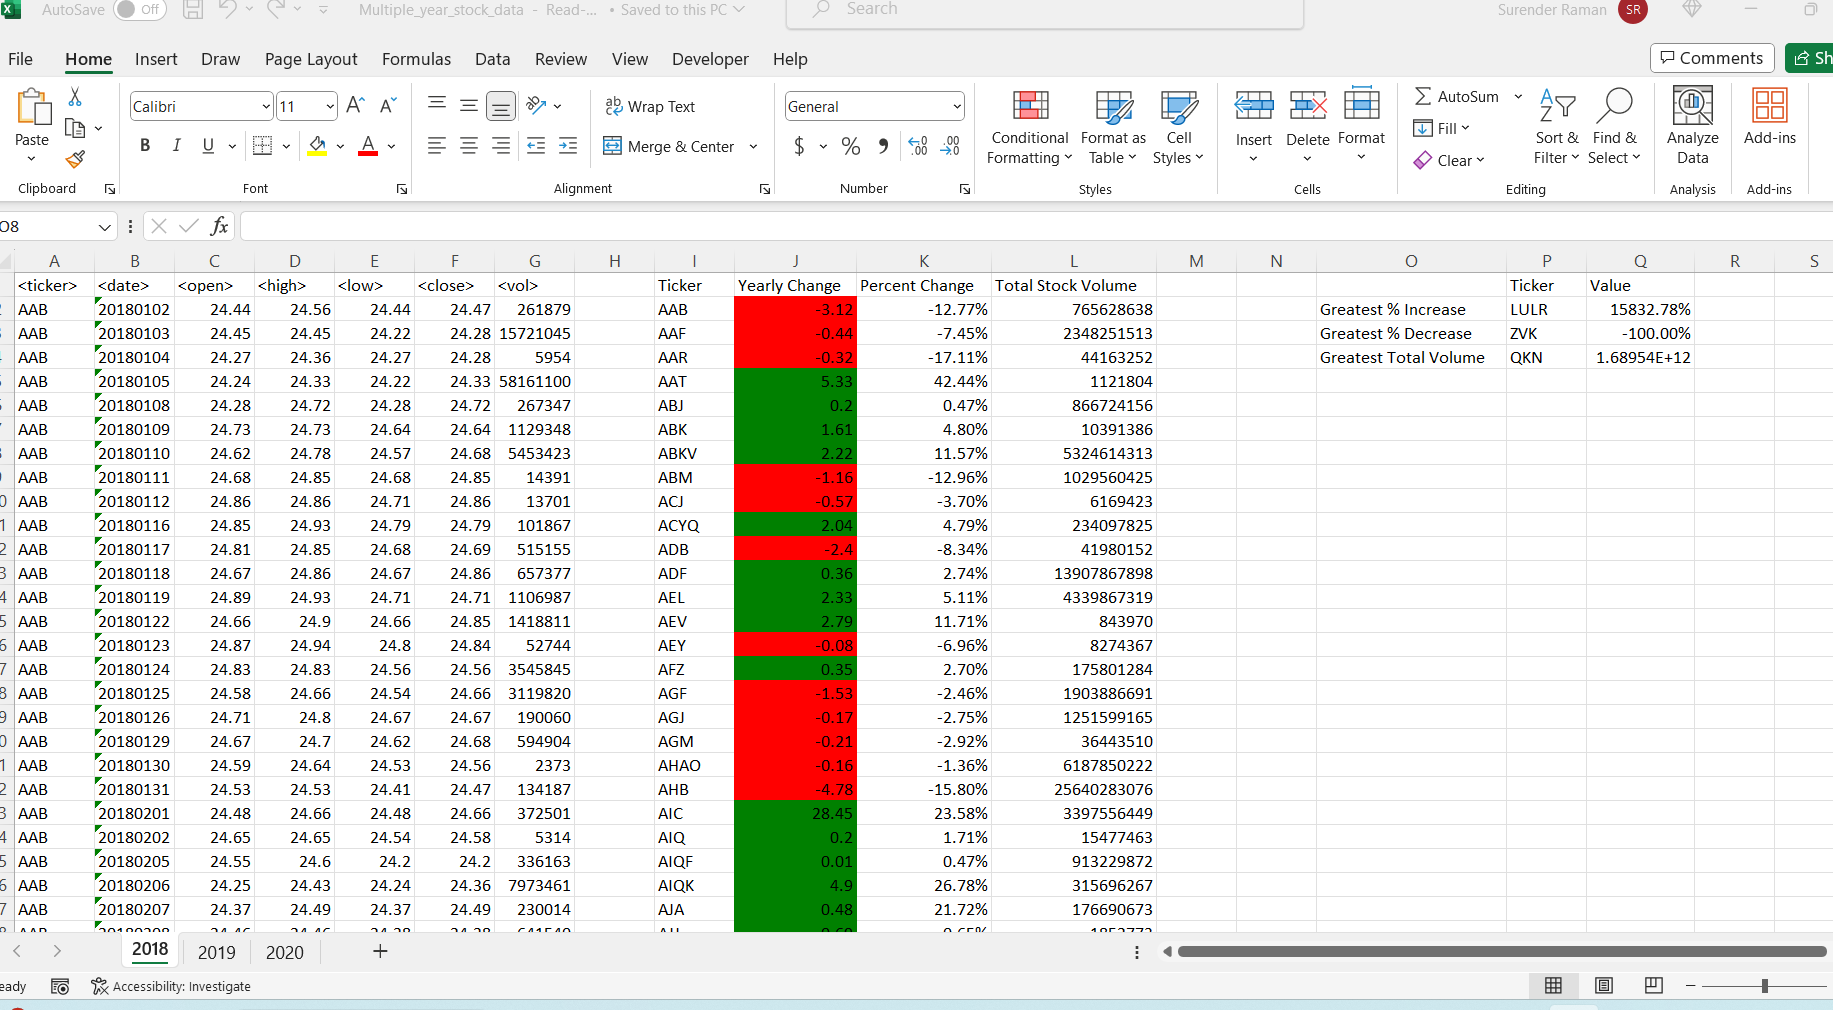 AutoSave Off Multiple_year_stock_data - Read-... • Saved to this PC Search Surender Raman SR
File Home Insert Draw Page Layout Formulas Data Review View Developer Help Comments Sh
Paste
Calibri 11
B I U
ab Wrap Text
Merge & Center
General
$ % 9 .00 .00
Conditional Formatting
Format as Table
Cell Styles
Insert Delete Format
AutoSum
Fill
Clear
Sort & Filter
Find & Select
Analyze Data
Add-ins
Clipboard Font Alignment Number Styles Cells Editing Analysis Add-ins
O8 fx
A B C D E F G H I J K L M N O P Q R S
<ticker> <date> <open> <high> <low> <close> <vol> Ticker Yearly Change Percent Change Total Stock Volume Ticker Value
AAB 20180102 24.44 24.56 24.44 24.47 261879 AAB -3.12 -12.77% 765628638 Greatest % Increase LULR 15832.78%
AAB 20180103 24.45 24.45 24.22 24.28 15721045 AAF -0.44 -7.45% 2348251513 Greatest % Decrease ZVK -100.00%
AAB 20180104 24.27 24.36 24.27 24.28 5954 AAR -0.32 -17.11% 44163252 Greatest Total Volume QKN 1.68954E+12
AAB 20180105 24.24 24.33 24.22 24.33 58161100 AAT 5.33 42.44% 1121804
AAB 20180108 24.28 24.72 24.28 24.72 267347 ABJ 0.2 0.47% 866724156
AAB 20180109 24.73 24.73 24.64 24.64 1129348 ABK 1.61 4.80% 10391386
AAB 20180110 24.62 24.78 24.57 24.68 5453423 ABKV 2.22 11.57% 5324614313
AAB 20180111 24.68 24.85 24.68 24.85 14391 ABM -1.16 -12.96% 1029560425
AAB 20180112 24.86 24.86 24.71 24.86 13701 ACJ -0.57 -3.70% 6169423
AAB 20180116 24.85 24.93 24.79 24.79 101867 ACYQ 2.04 4.79% 234097825
AAB 20180117 24.81 24.85 24.68 24.69 515155 ADB -2.4 -8.34% 41980152
AAB 20180118 24.67 24.86 24.67 24.86 657377 ADF 0.36 2.74% 13907867898
AAB 20180119 24.89 24.93 24.71 24.71 1106987 AEL 2.33 5.11% 4339867319
AAB 20180122 24.66 24.9 24.66 24.85 1418811 AEV 2.79 11.71% 843970
AAB 20180123 24.87 24.94 24.8 24.84 52744 AEY -0.08 -6.96% 8274367
AAB 20180124 24.83 24.83 24.56 24.56 3545845 AFZ 0.35 2.70% 175801284
AAB 20180125 24.58 24.66 24.54 24.66 3119820 AGF -1.53 -2.46% 1903886691
AAB 20180126 24.71 24.8 24.67 24.67 190060 AGJ -0.17 -2.75% 1251599165
AAB 20180129 24.67 24.7 24.62 24.68 594904 AGM -0.21 -2.92% 36443510
AAB 20180130 24.59 24.64 24.53 24.56 2373 AHAO -0.16 -1.36% 6187850222
AAB 20180131 24.53 24.53 24.41 24.47 134187 AHB -4.78 -15.80% 25640283076
AAB 20180201 24.48 24.66 24.48 24.66 372501 AIC 28.45 23.58% 3397556449
AAB 20180202 24.65 24.65 24.54 24.58 5314 AIQ 0.2 1.71% 15477463
AAB 20180205 24.55 24.6 24.2 24.2 336163 AIQF 0.01 0.47% 913229872
AAB 20180206 24.25 24.43 24.24 24.36 7973461 AIQK 4.9 26.78% 315696267
AAB 20180207 24.37 24.49 24.37 24.49 230014 AJA 0.48 21.72% 176690673
2018 2019 2020
eady Accessibility: Investigate